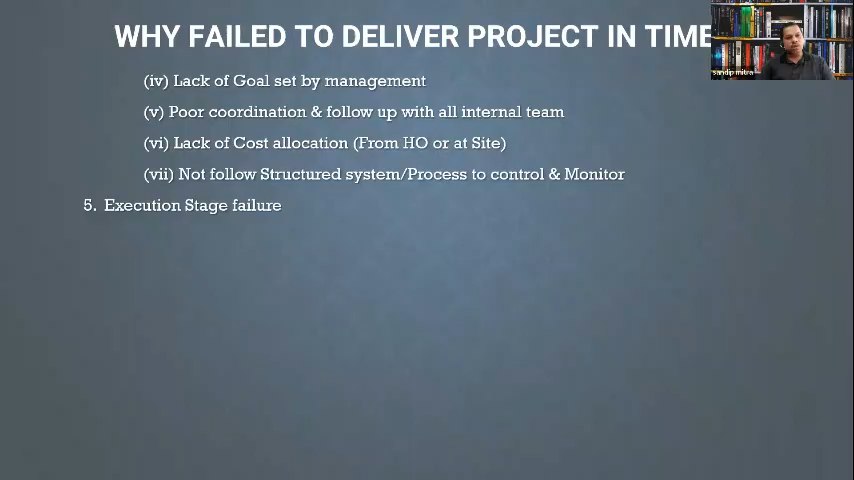 WHY FAILED TO DELIVER PROJECT IN TIME
(iv) Lack of Goal set by management
(v) Poor coordination & follow up with all internal team
(vi) Lack of Cost allocation (From HO or at Site)
(vii) Not follow Structured system/Process to control & Monitor
5. Execution Stage failure
sandip mitra